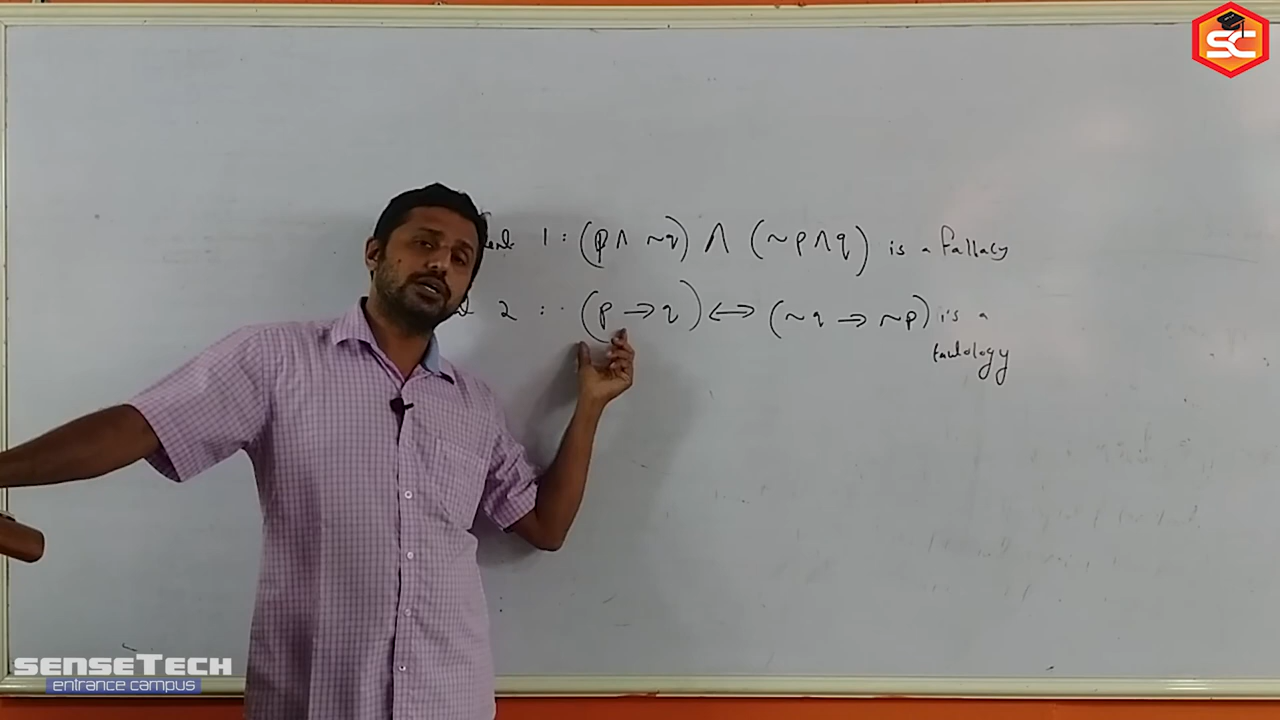 SC
1 : (p ∧ ~q) ∧ (~p ∧ q) is a fallacy
2 : (p → q) ↔ (~q → ~p) is a
tautology
SENSETECH
entrance campus